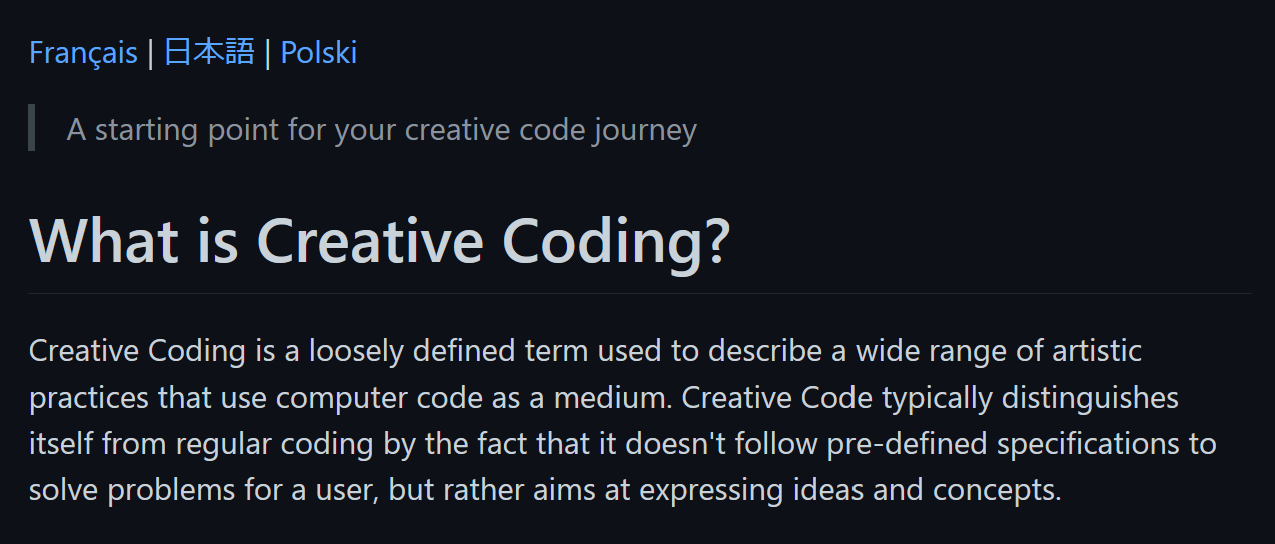 Français | 日本語 | Polski
A starting point for your creative code journey
What is Creative Coding?
Creative Coding is a loosely defined term used to describe a wide range of artistic
practices that use computer code as a medium. Creative Code typically distinguishes
itself from regular coding by the fact that it doesn't follow pre-defined specifications to
solve problems for a user, but rather aims at expressing ideas and concepts.